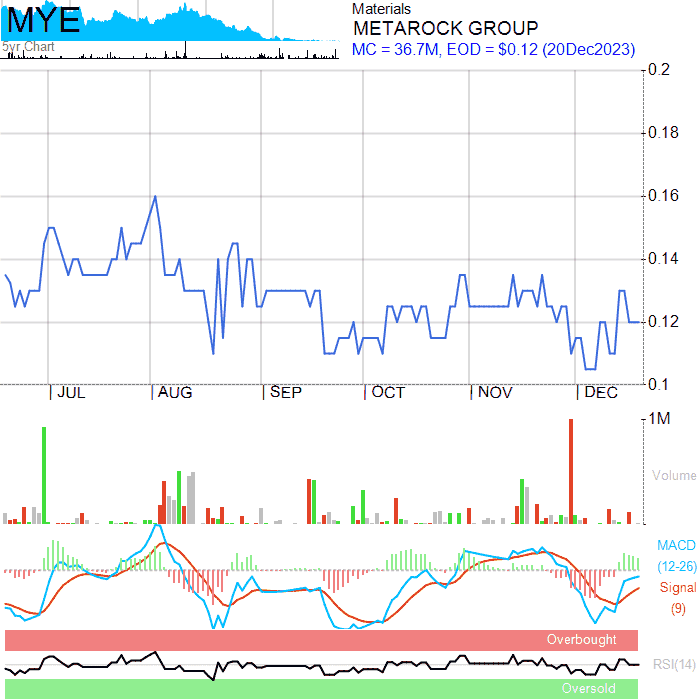 MYE
5yr Chart
Materials
METAROCK GROUP
MC = 36.7M, EOD = $0.12 (20Dec2023)
0.2
0.18
0.16
0.14
0.12
0.1
JUL AUG SEP OCT NOV DEC
1M
Volume
MACD
(12-26)
Signal
(9)
Overbought
RSI(14)
Oversold